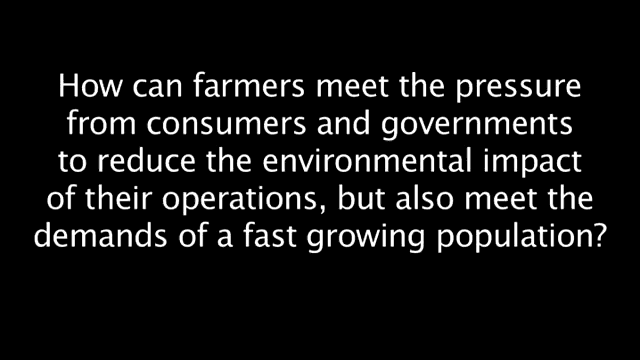 How can farmers meet the pressure
from consumers and governments
to reduce the environmental impact
of their operations, but also meet the
demands of a fast growing population?